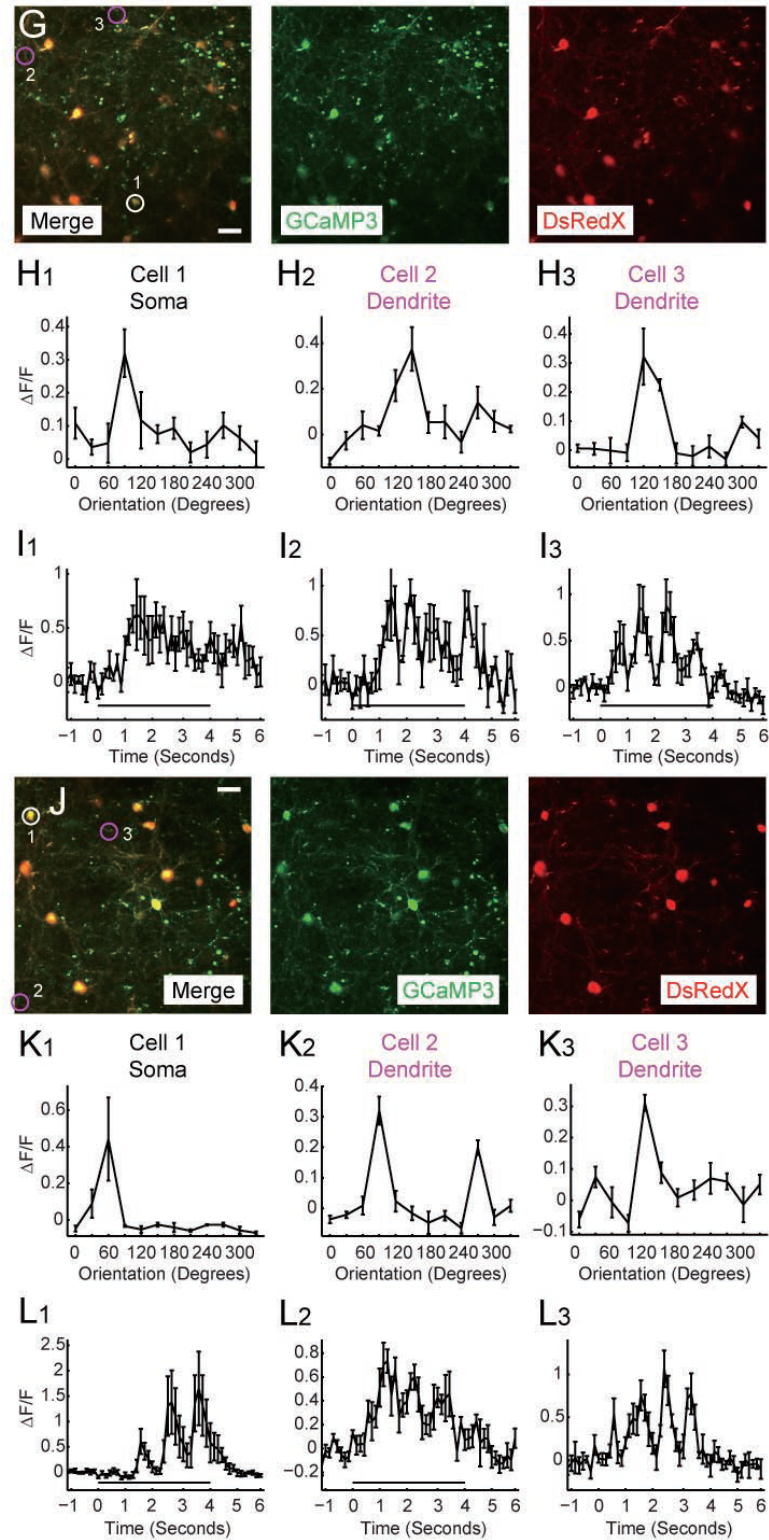 G
3
2
1
Merge
GCaMP3
DsRedX
H1 Cell 1 H2 Cell 2 H3 Cell 3
Soma Dendrite Dendrite
0.4
0.3
0.2
0.1
0
ΔF/F
0 60 120 180 240 300
Orientation (Degrees)
0.4
0.2
0
0 60 120 180 240 300
Orientation (Degrees)
0.4
0.3
0.2
0.1
0
0 60 120 180 240 300
Orientation (Degrees)
I1
1
0.5
0
ΔF/F
−1 0 1 2 3 4 5 6
Time (Seconds)
I2
1
0.5
0
−1 0 1 2 3 4 5 6
Time (Seconds)
I3
1
0.5
0
−1 0 1 2 3 4 5 6
Time (Seconds)
J
1
3
2
Merge
GCaMP3
DsRedX
K1 Cell 1 K2 Cell 2 K3 Cell 3
Soma Dendrite Dendrite
0.6
0.4
0.2
0
ΔF/F
0 60 120 180 240 300
Orientation (Degrees)
0.4
0.3
0.2
0.1
0
0 60 120 180 240 300
Orientation (Degrees)
0.4
0.3
0.2
0.1
0
−0.1
0 60 120 180 240 300
Orientation (Degrees)
L1
2.5
2
1.5
1
0.5
0
ΔF/F
−1 0 1 2 3 4 5 6
Time (Seconds)
L2
0.8
0.6
0.4
0.2
0
−0.2
−1 0 1 2 3 4 5 6
Time (Seconds)
L3
1
0.5
0
−1 0 1 2 3 4 5 6
Time (Seconds)